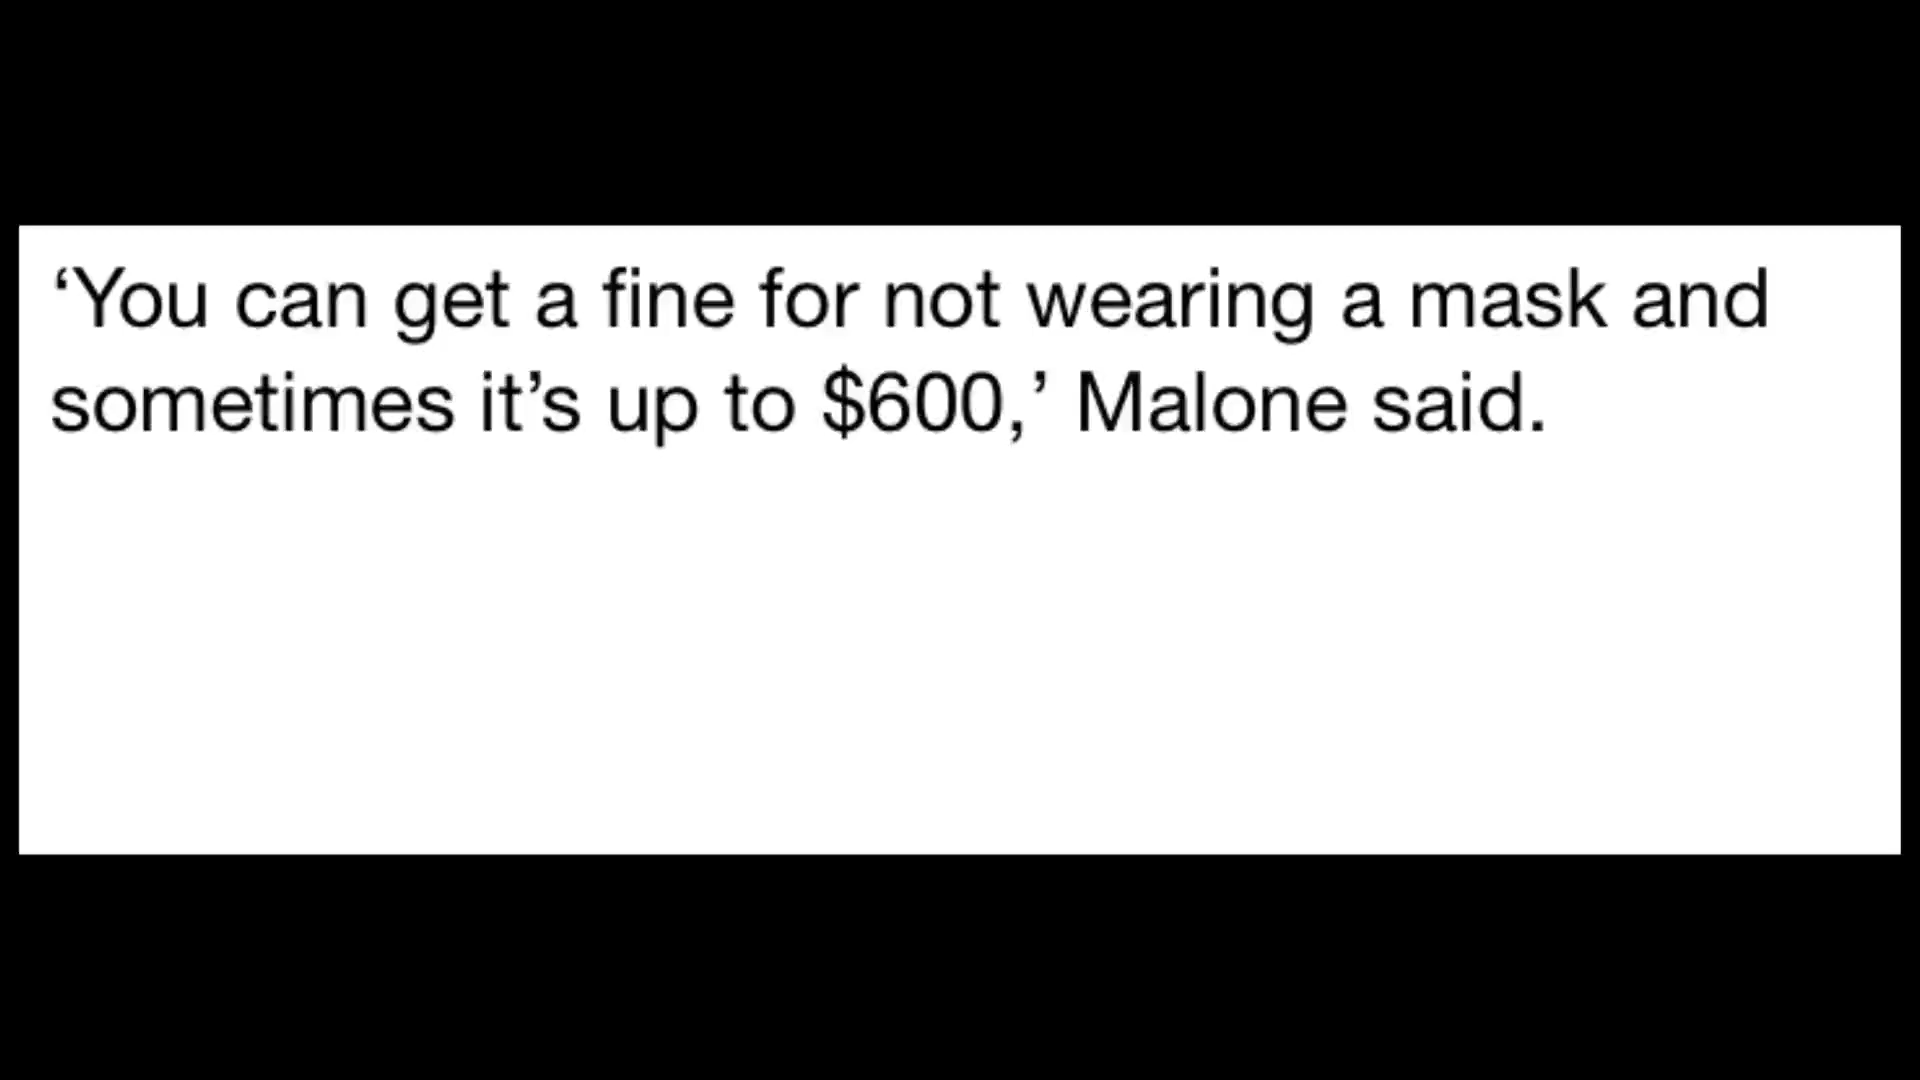 ‘You can get a fine for not wearing a mask and
sometimes it’s up to $600,’ Malone said.